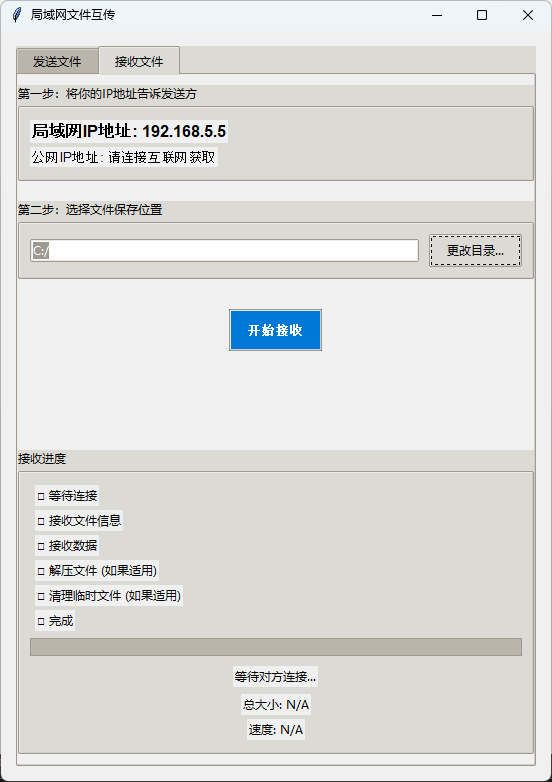 局域网文件互传
发送文件 接收文件
第一步：将你的IP地址告诉发送方
局域网IP地址: 192.168.5.5
公网IP地址: 请连接互联网获取
第二步：选择文件保存位置
C:/ 更改目录...
开始接收
接收进度
□ 等待连接
□ 接收文件信息
□ 接收数据
□ 解压文件 (如果适用)
□ 清理临时文件 (如果适用)
□ 完成
等待对方连接...
总大小: N/A
速度: N/A